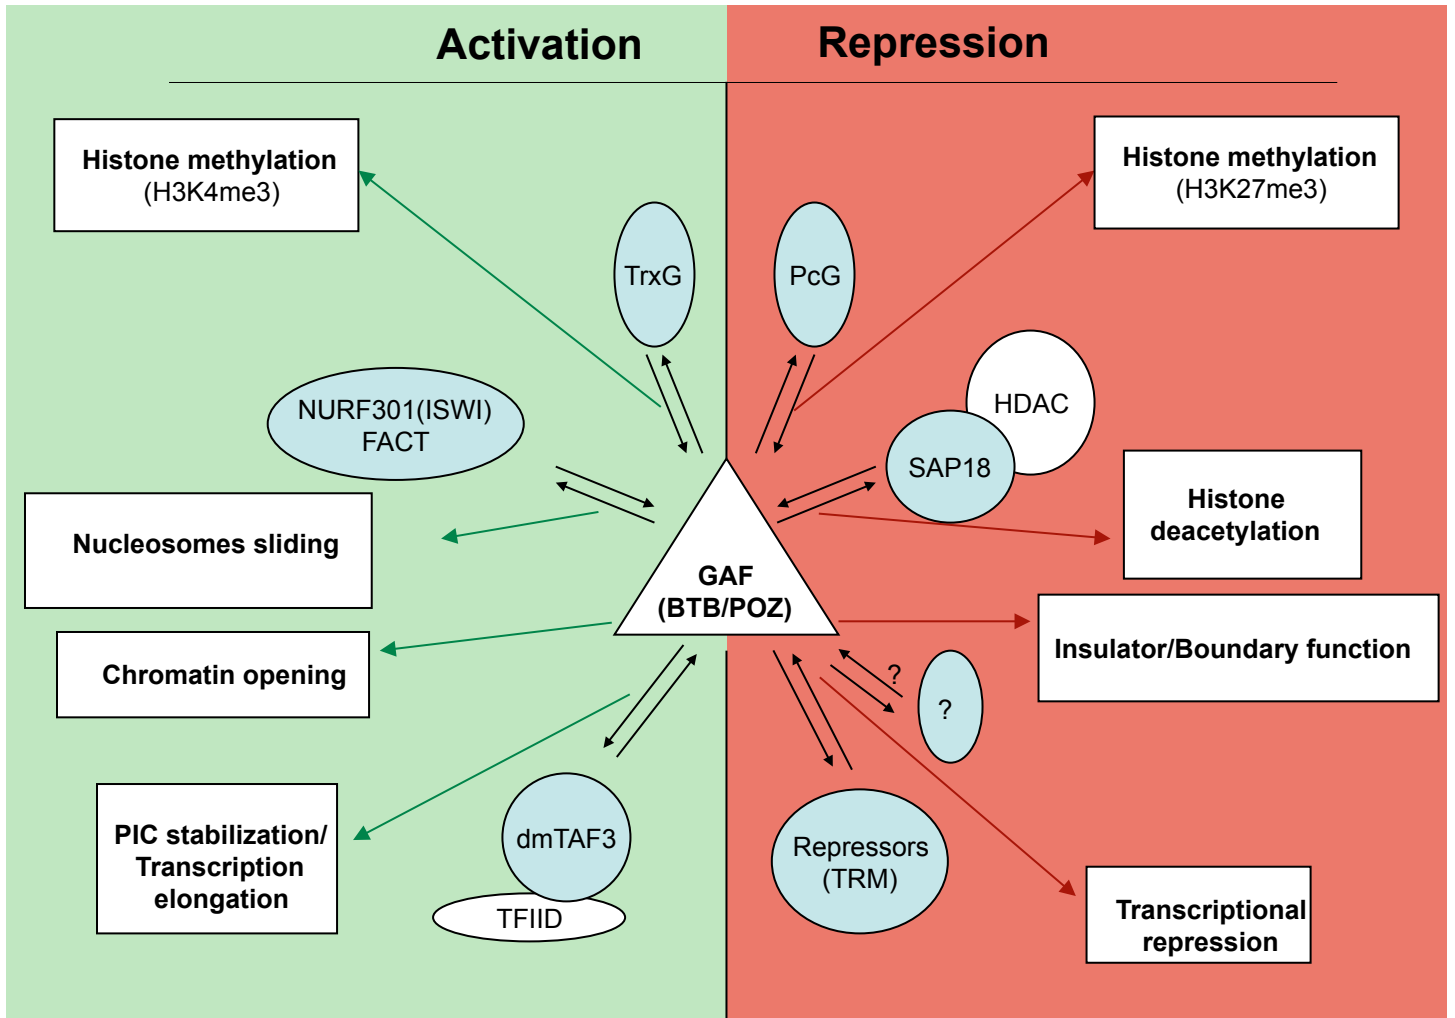 Activation
Repression
Histone methylation
(H3K4me3)
Histone methylation
(H3K27me3)
TrxG
PcG
NURF301(ISWI)
FACT
HDAC
SAP18
Nucleosomes sliding
Histone
deacetylation
GAF
(BTB/POZ)
Chromatin opening
Insulator/Boundary function
?
?
PIC stabilization/
Transcription
elongation
dmTAF3
TFIID
Repressors
(TRM)
Transcriptional
repression